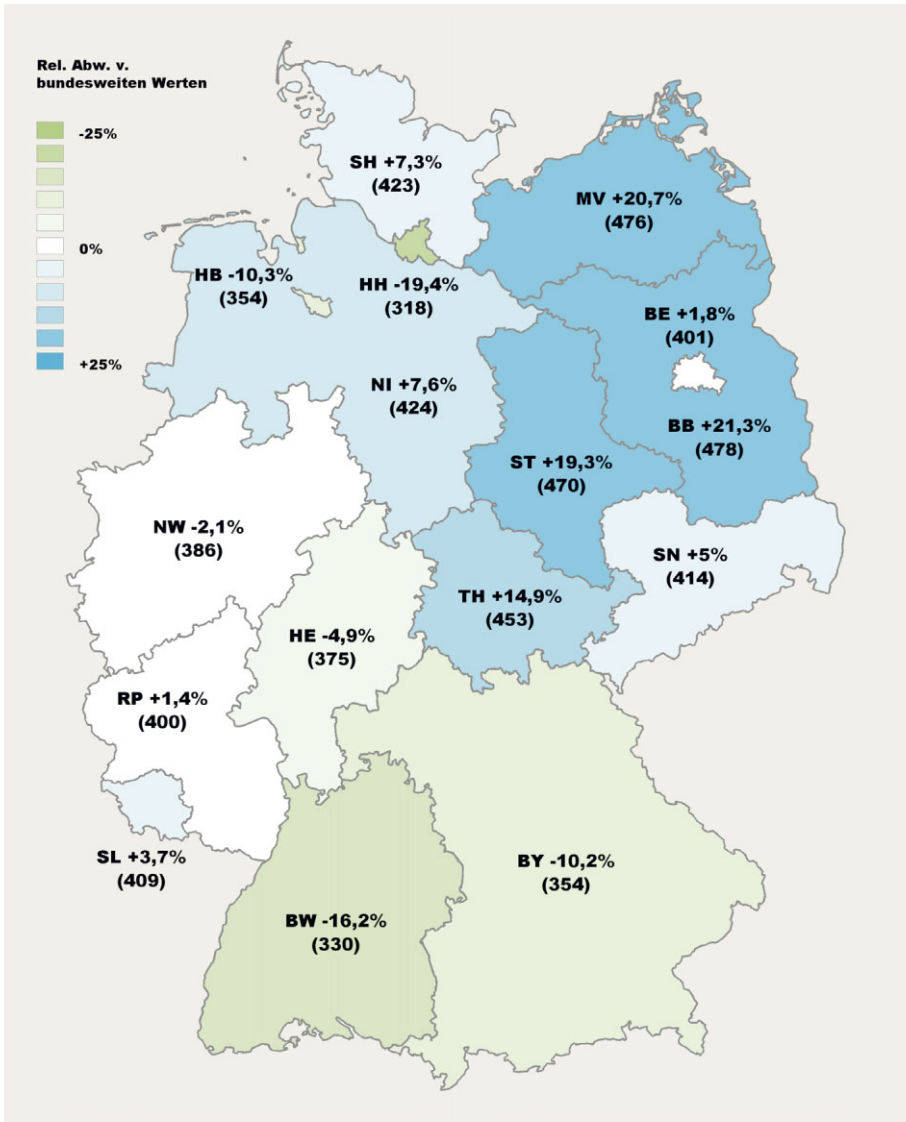 Rel. Abw. v.
bundesweiten Werten
-25%
0%
+25%
SH +7,3%
(423)
MV +20,7%
(476)
HB -10,3%
(354)
HH -19,4%
(318)
BE +1,8%
(401)
NI +7,6%
(424)
BB +21,3%
(478)
ST +19,3%
(470)
NW -2,1%
(386)
SN +5%
(414)
TH +14,9%
(453)
HE -4,9%
(375)
RP +1,4%
(400)
SL +3,7%
(409)
BY -10,2%
(354)
BW -16,2%
(330)